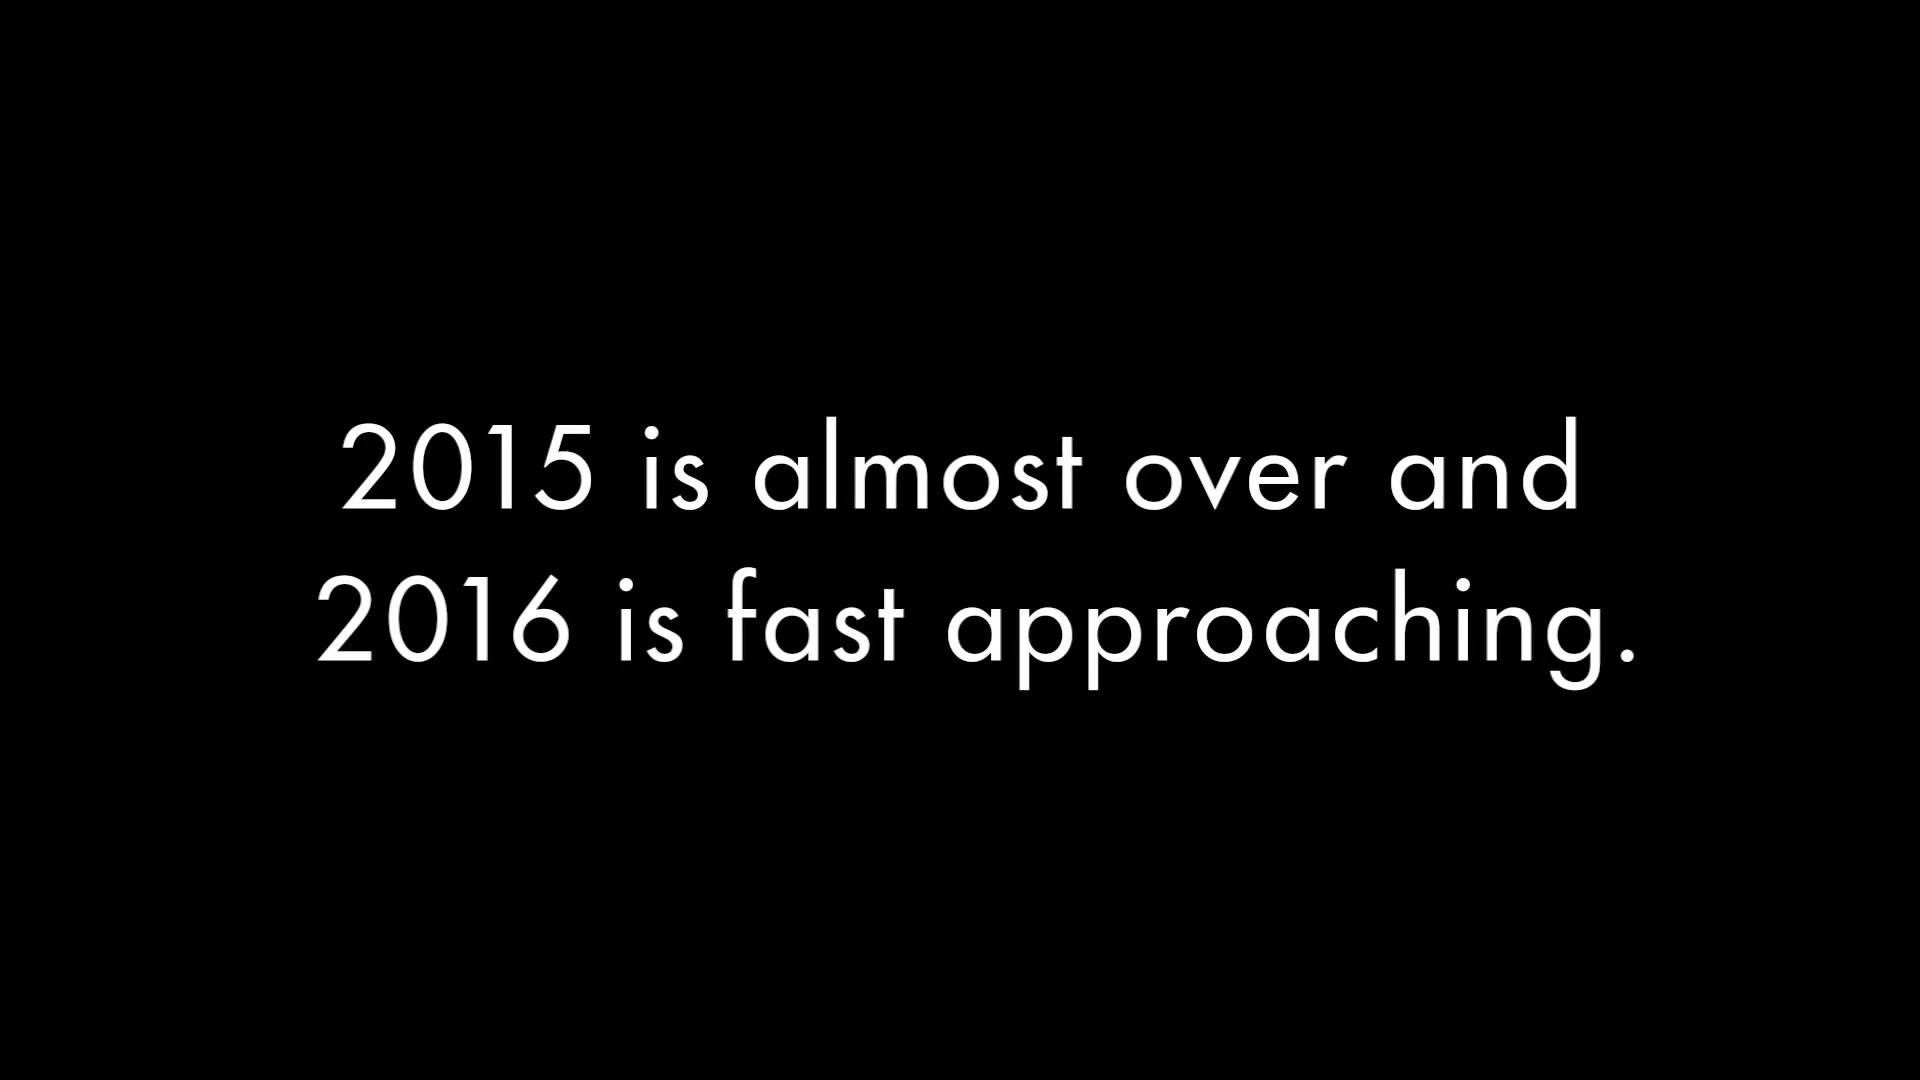 2015 is almost over and
2016 is fast approaching.